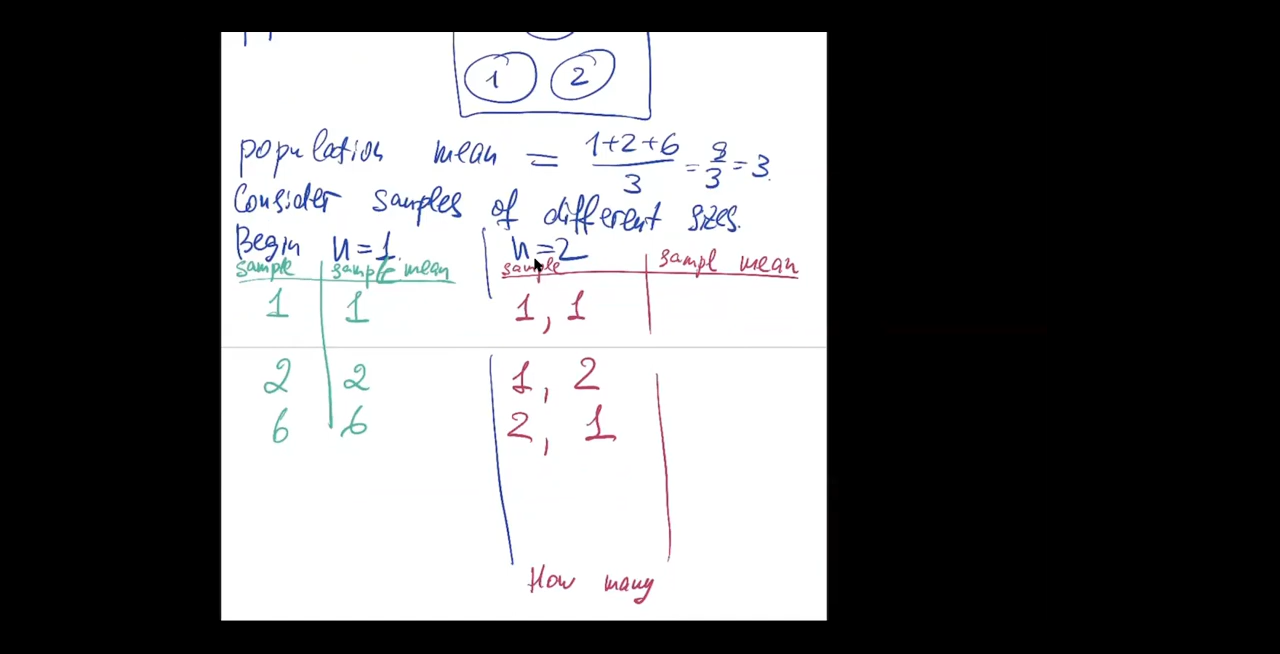 1 2
population mean = 1+2+6/3 = 9/3 = 3.
Consider samples of different sizes.
Begin n=1. n=2
sample sample mean sample sampl mean
1 1 1, 1
2 2 1, 2
6 6 2, 1
How many